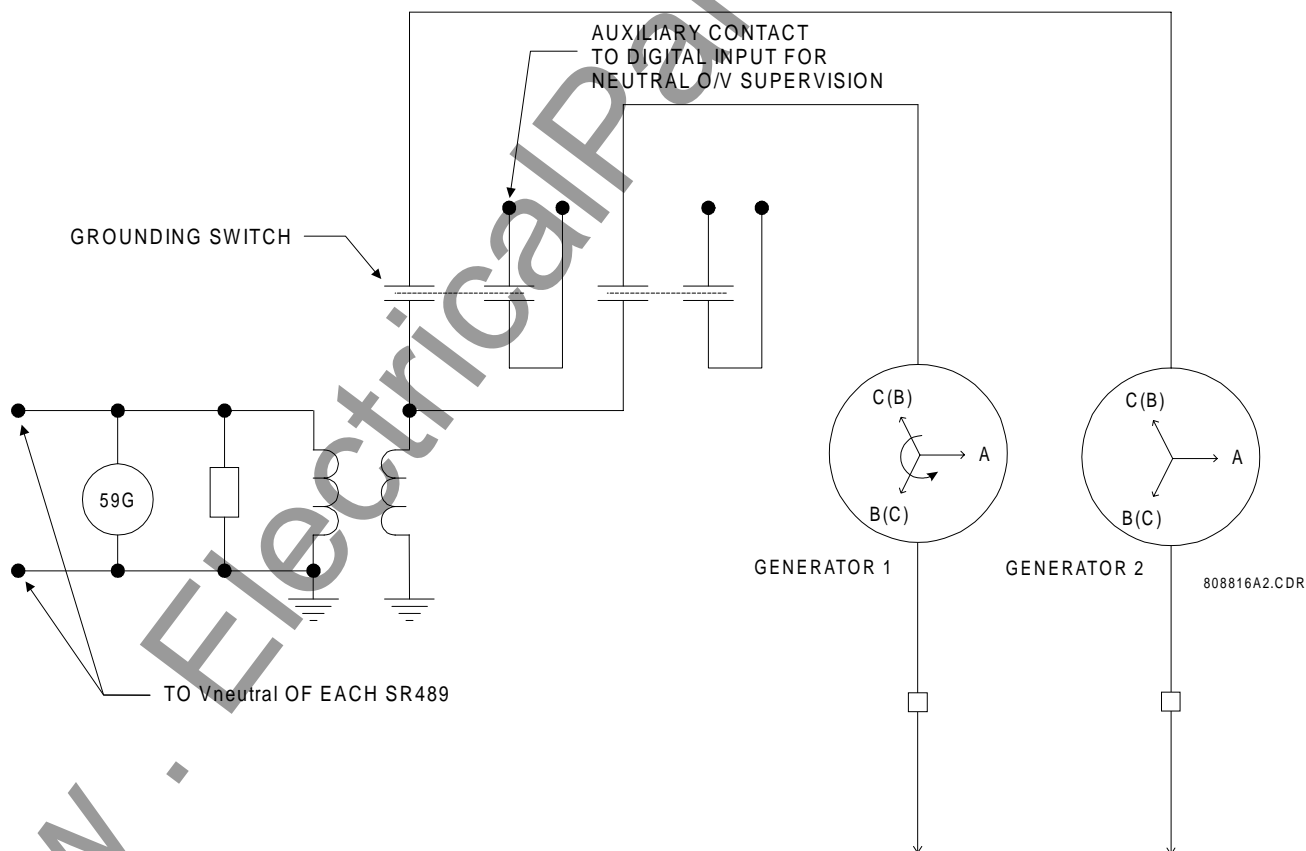 AUXILIARY CONTACT
TO DIGITAL INPUT FOR
NEUTRAL O/V SUPERVISION
GROUNDING SWITCH
C(B)
A
B(C)
C(B)
A
B(C)
59G
GENERATOR 1
GENERATOR 2
808816A2.CDR
TO Vneutral OF EACH SR489
w . ElectricalPa